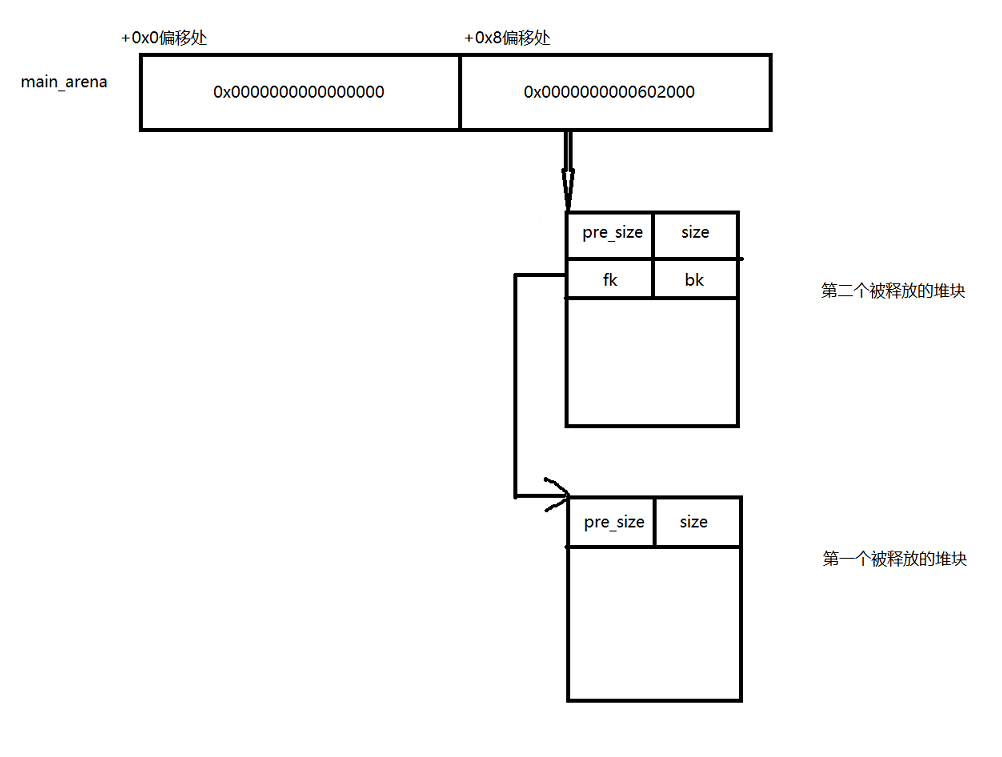 +0x0偏移处
+0x8偏移处
main_arena
0x0000000000000000
0x0000000000602000
pre_size
size
fk
bk
第二个被释放的堆块
pre_size
size
第一个被释放的堆块